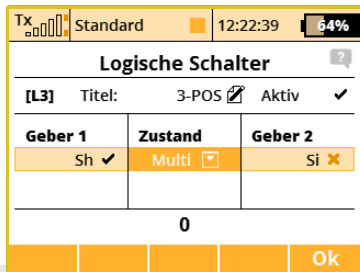 Tx Standard 12:22:39 64%
Logische Schalter ?
[L3] Titel: 3-POS Aktiv
Geber 1 Zustand Geber 2
Sh Multi Si
0
Ok